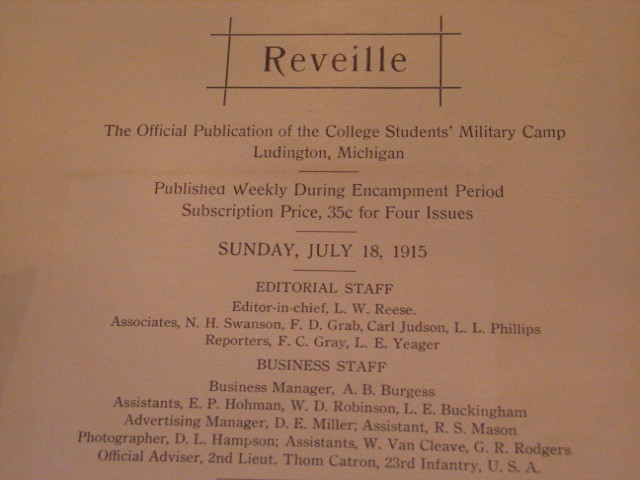 Reveille
The Official Publication of the College Students' Military Camp
Ludington, Michigan
Published Weekly During Encampment Period
Subscription Price, 35c for Four Issues
SUNDAY, JULY 18, 1915
EDITORIAL STAFF
Editor-in-chief, L. W. Reese.
Associates, N. H. Swanson, F. D. Grab, Carl Judson, L. L. Phillips
Reporters, F. C. Gray, L. E. Yeager
BUSINESS STAFF
Business Manager, A. B. Burgess
Assistants, E. P. Hohman, W. D. Robinson, L. E. Buckingham
Advertising Manager, D. E. Miller; Assistant, R. S. Mason
Photographer, D. L. Hampson; Assistants, W. Van Cleave, G. R. Rodgers
Official Adviser, 2nd Lieut. Thom Catron, 23rd Infantry, U. S. A.